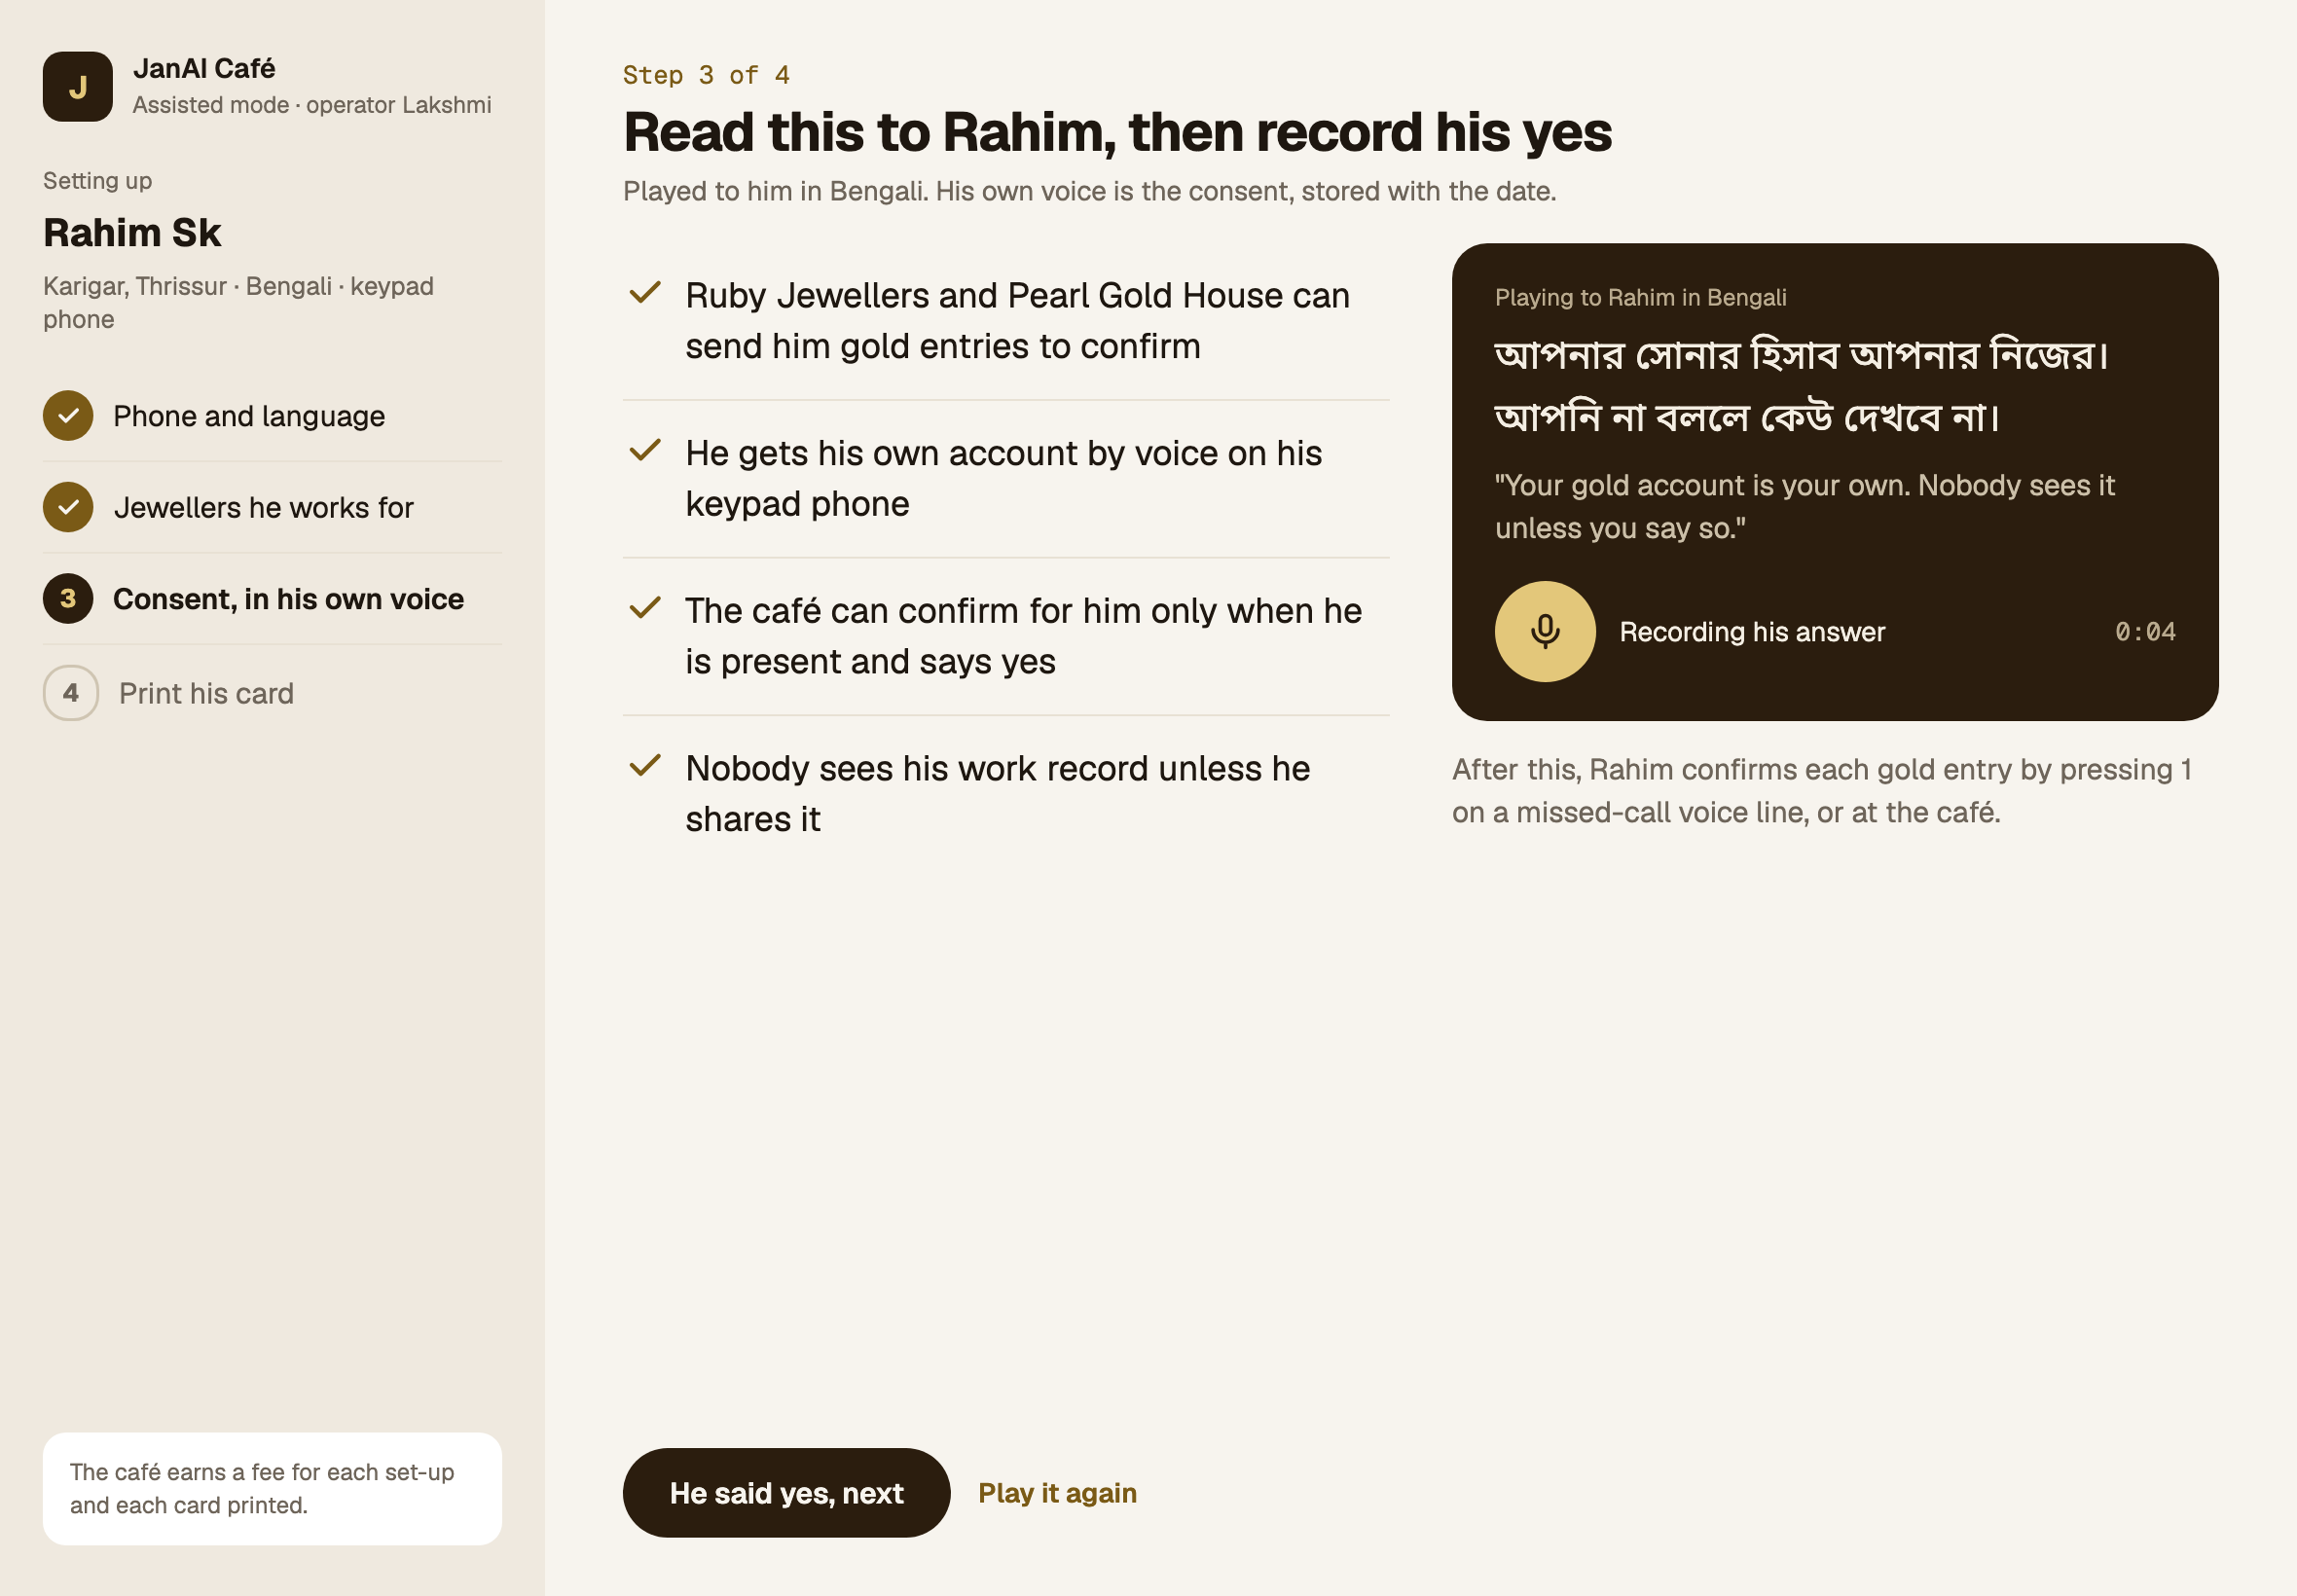 J
JanAI Café
Assisted mode · operator Lakshmi
Setting up
Rahim Sk
Karigar, Thrissur · Bengali · keypad
phone
Phone and language
Jewellers he works for
3
Consent, in his own voice
4
Print his card
The café earns a fee for each set-up
and each card printed.
Step 3 of 4
Read this to Rahim, then record his yes
Played to him in Bengali. His own voice is the consent, stored with the date.
Ruby Jewellers and Pearl Gold House can
send him gold entries to confirm
He gets his own account by voice on his
keypad phone
The café can confirm for him only when he
is present and says yes
Nobody sees his work record unless he
shares it
Playing to Rahim in Bengali
আপনার সোনার হিসাব আপনার নিজের।
আপনি না বললে কেউ দেখবে না।
"Your gold account is your own. Nobody sees it
unless you say so."
Recording his answer
0:04
After this, Rahim confirms each gold entry by pressing 1
on a missed-call voice line, or at the café.
He said yes, next
Play it again